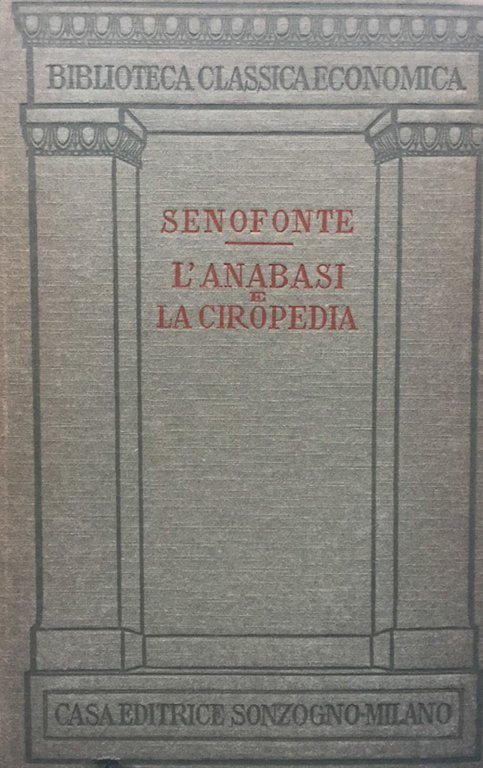 BIBLIOTECA CLASSICA ECONOMICA
SENOFONTE
L'ANABASI
E
LA CIROPEDIA
CASA EDITRICE SONZOGNO-MILANO